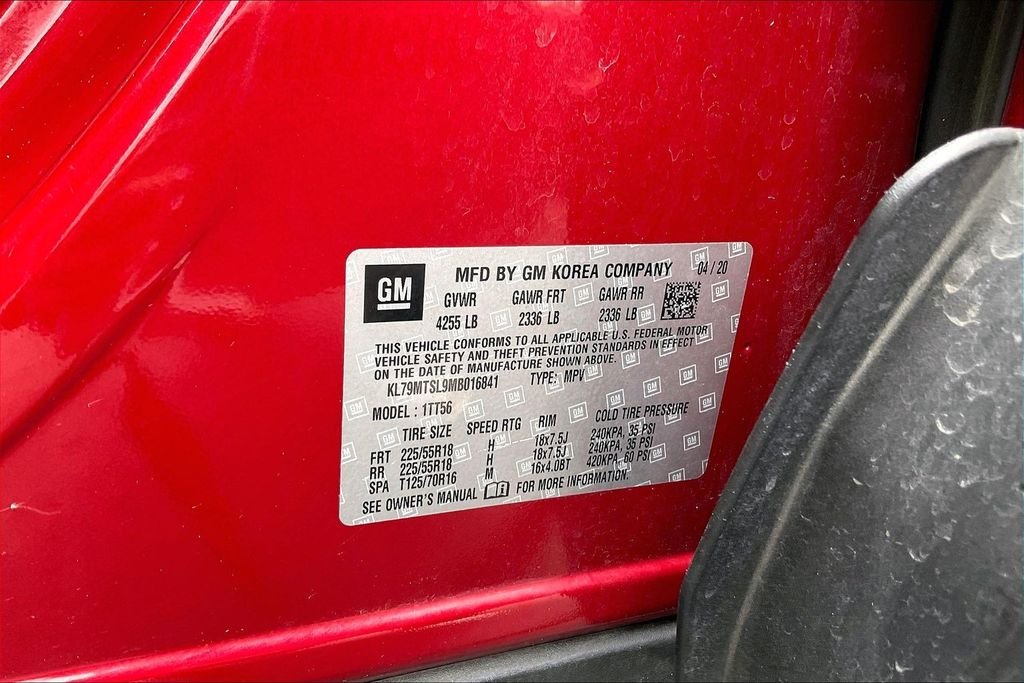 GM MFD BY GM KOREA COMPANY 04 / 20
GVWR GAWR FRT GAWR RR
4255 LB 2336 LB 2336 LB
THIS VEHICLE CONFORMS TO ALL APPLICABLE U.S. FEDERAL MOTOR
VEHICLE SAFETY AND THEFT PREVENTION STANDARDS IN EFFECT
ON THE DATE OF MANUFACTURE SHOWN ABOVE.
KL79MTSL9MB016841 TYPE: MPV
MODEL : 1TT56
TIRE SIZE SPEED RTG RIM COLD TIRE PRESSURE
FRT 225/55R18 H 18x7.5J 240KPA, 35 PSI
RR 225/55R18 H 18x7.5J 240KPA, 35 PSI
SPA T125/70R16 M 16x4.0BT 420KPA, 60 PSI
SEE OWNER'S MANUAL FOR MORE INFORMATION.